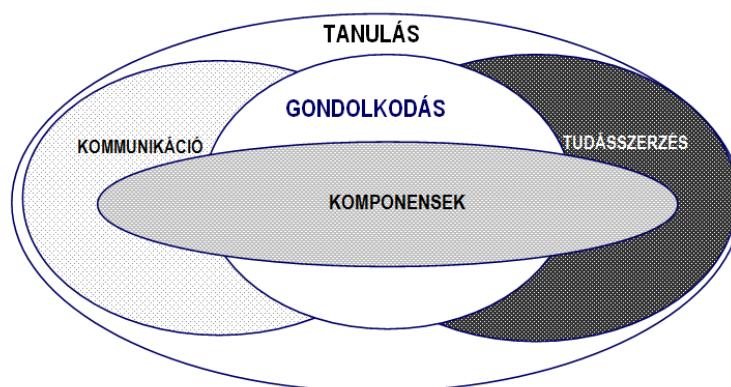 TANULÁS
GONDOLKODÁS
KOMMUNIKÁCIÓ
TUDÁSSZERZÉS
KOMPONENSEK